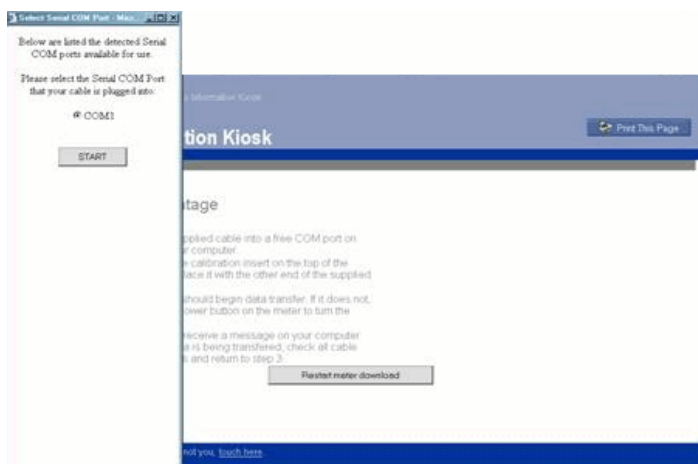 Select Serial COM Port - Micr...
Below are listed the detected Serial
COM ports available for use.
Please select the Serial COM Port
that your cable is plugged into:
COM1
START
Information Kiosk
tion Kiosk
Print This Page
ntage
pplied cable into a free COM port on
r computer.
e calibration insert on the top of the
lace it with the other end of the supplied
should begin data transfer. If it does not,
ower button on the meter to turn the
receive a message on your computer
a is being transfered, check all cable
s and return to step 3.
Restart meter download
not you, touch here.